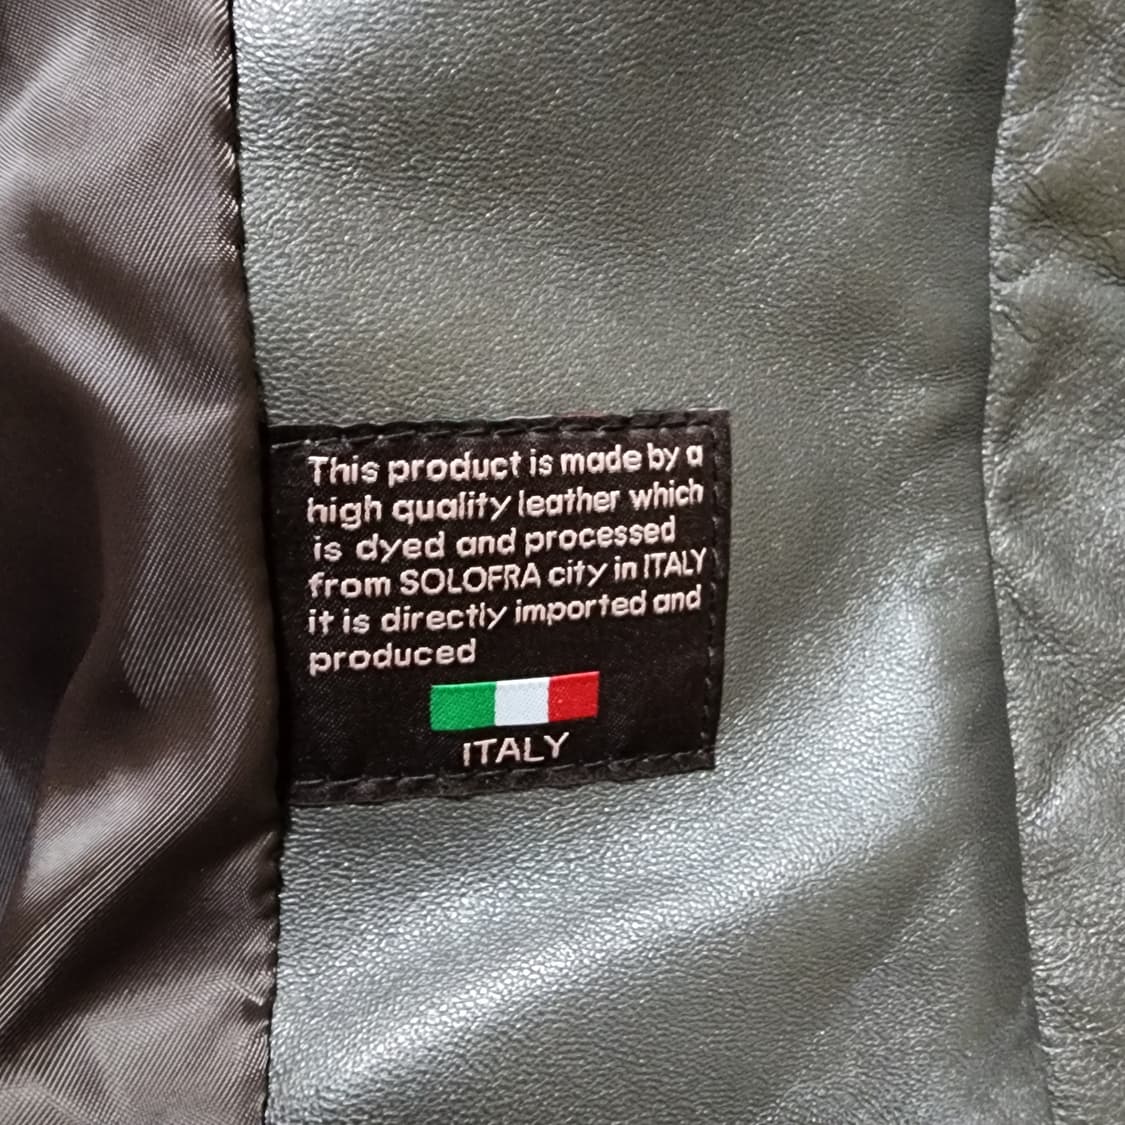 This product is made by a
high quality leather which
is dyed and processed
from SOLOFRA city in ITALY
it is directly imported and
produced
ITALY